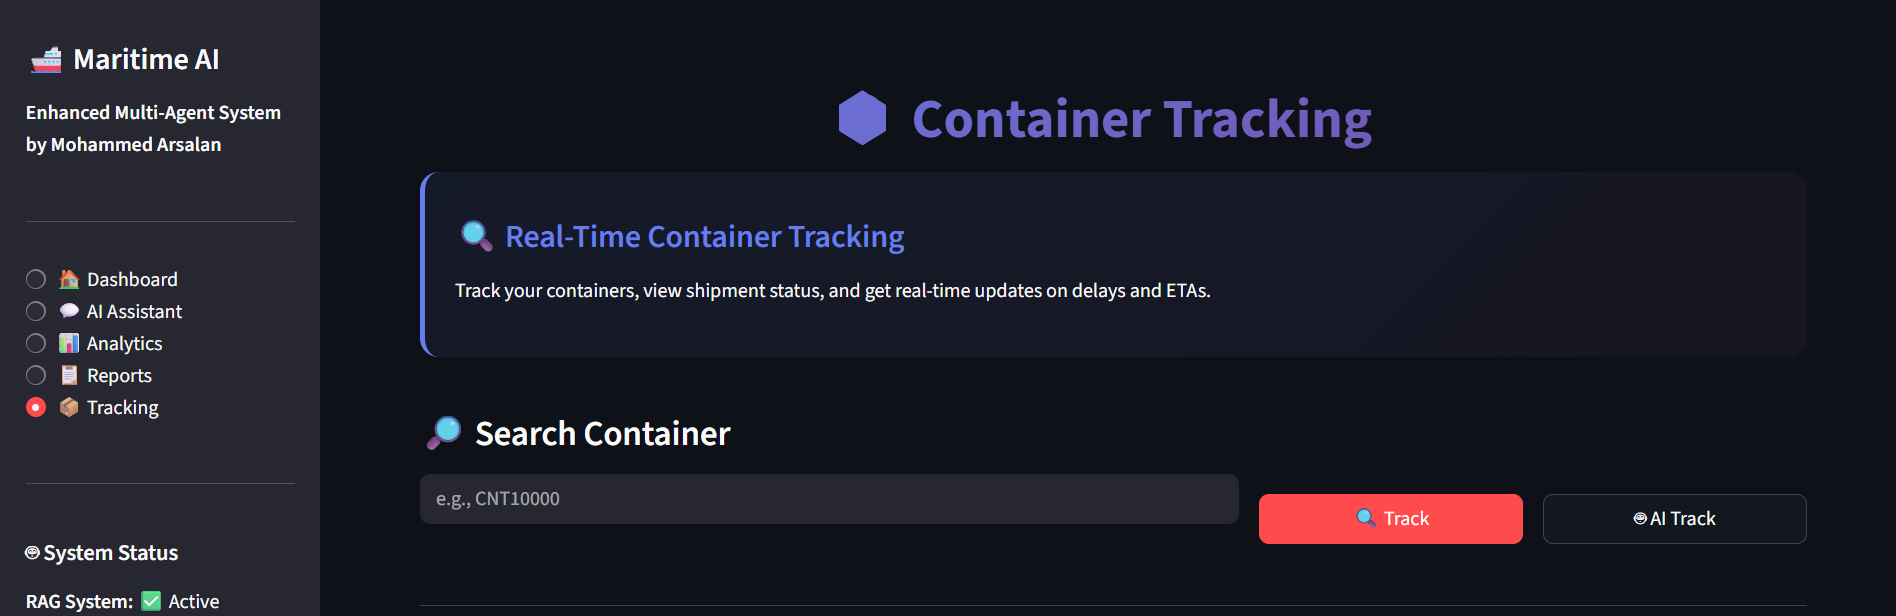 Maritime AI
Enhanced Multi-Agent System
by Mohammed Arsalan
Dashboard
AI Assistant
Analytics
Reports
Tracking
System Status
RAG System: ✅ Active
Container Tracking
Real-Time Container Tracking
Track your containers, view shipment status, and get real-time updates on delays and ETAs.
Search Container
e.g., CNT10000
Track
AI Track